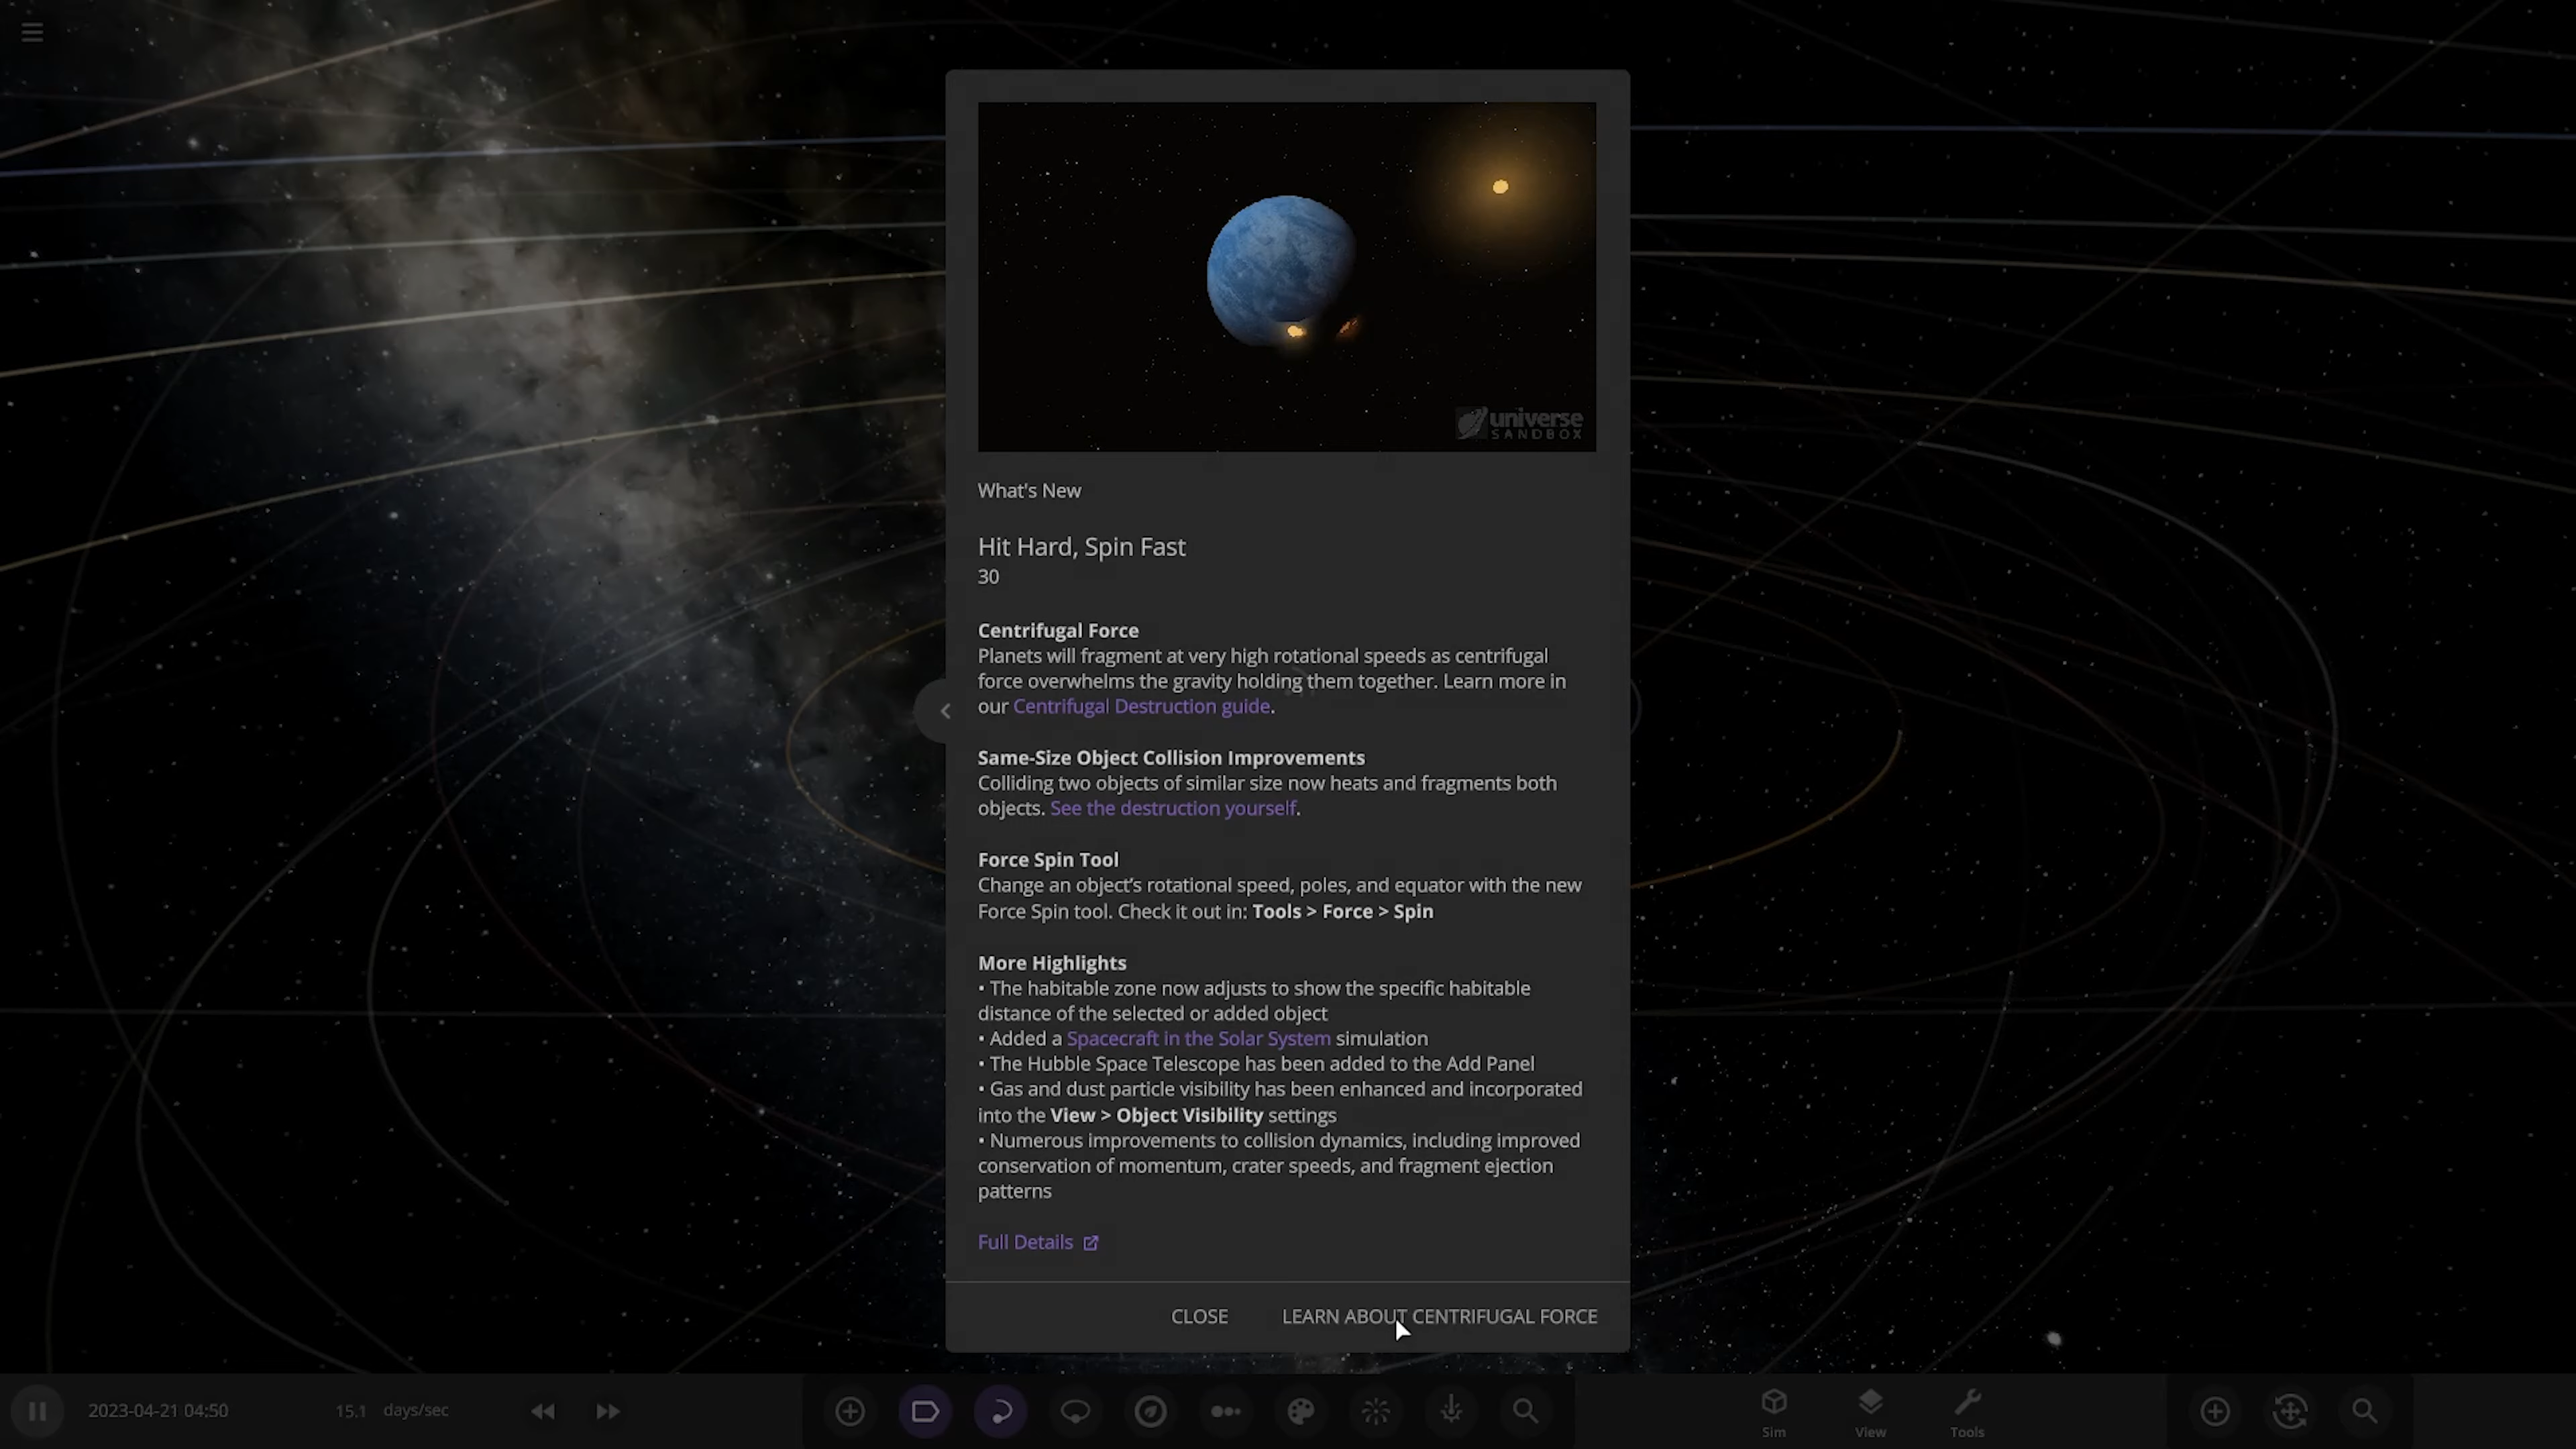 universe
SANDBOX
What's New
Hit Hard, Spin Fast
30
Centrifugal Force
Planets will fragment at very high rotational speeds as centrifugal
force overwhelms the gravity holding them together. Learn more in
our Centrifugal Destruction guide.
Same-Size Object Collision Improvements
Colliding two objects of similar size now heats and fragments both
objects. See the destruction yourself.
Force Spin Tool
Change an object's rotational speed, poles, and equator with the new
Force Spin tool. Check it out in: Tools > Force > Spin
More Highlights
• The habitable zone now adjusts to show the specific habitable
distance of the selected or added object
• Added a Spacecraft in the Solar System simulation
• The Hubble Space Telescope has been added to the Add Panel
• Gas and dust particle visibility has been enhanced and incorporated
into the View > Object Visibility settings
• Numerous improvements to collision dynamics, including improved
conservation of momentum, crater speeds, and fragment ejection
patterns
Full Details
CLOSE LEARN ABOUT CENTRIFUGAL FORCE
2023-04-21 04:50 15.1 days/sec
Sim View Tools